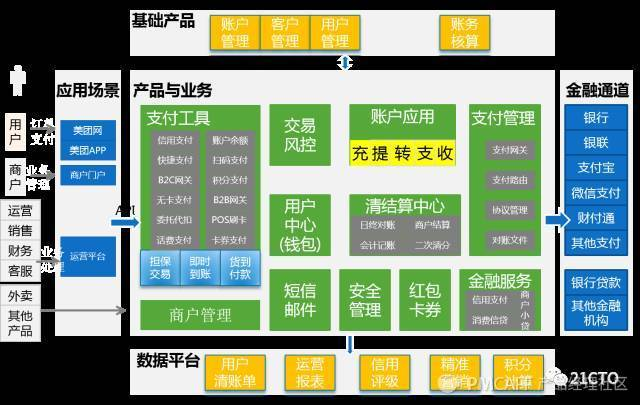 基础产品
账户
管理
客户
管理
用户
管理
账务
核算
应用场景
产品与业务
金融通道
用户
订单
支付
美团网
美团APP
商户
业务
管理
商户门户
运营
销售
财务
客服
业务
处理
运营平台
外卖
其他
产品
API
支付工具
信用支付
账户余额
快捷支付
扫码支付
B2C网关
积分支付
无卡支付
B2B网关
委托代扣
POS刷卡
话费支付
卡券支付
担保
交易
即时
到账
货到
付款
商户管理
交易
风控
用户
中心
(钱包)
短信
邮件
账户应用
充提转支收
清结算中心
日终对账
商户结算
会计记账
二次清分
安全
管理
红包
卡券
支付管理
支付网关
支付路由
协议管理
对账文件
金融服务
信用支付
消费信贷
商户
小贷
银行
银联
支付宝
微信支付
财付通
其他支付
银行贷款
其他金融
机构
数据平台
用户
清账单
运营
报表
信用
评级
精准
营销
积分
21CTO
PMCAFF 产品经理社区